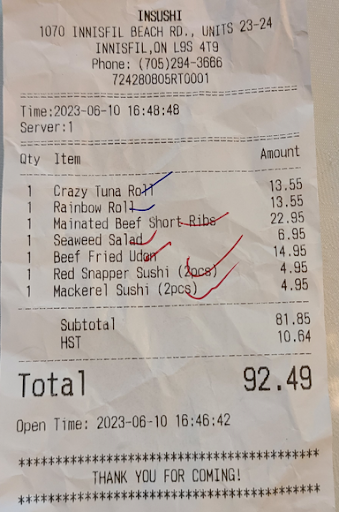 INSUSHI
1070 INNISFIL BEACH RD., UNITS 23-24
INNISFIL,ON L9S 4T9
Phone: (705)294-3666
724280805RT0001
Time:2023-06-10 16:48:48
Server:1
Qty Item Amount
1 Crazy Tuna Roll 13.55
1 Rainbow Roll 13.55
1 Mainated Beef Short Ribs 22.95
1 Seaweed Salad 6.95
1 Beef Fried Udon 14.95
1 Red Snapper Sushi (2pcs) 4.95
1 Mackerel Sushi (2pcs) 4.95
Subtotal 81.85
HST 10.64
Total 92.49
Open Time: 2023-06-10 16:46:42
****************************************
THANK YOU FOR COMING!
****************************************